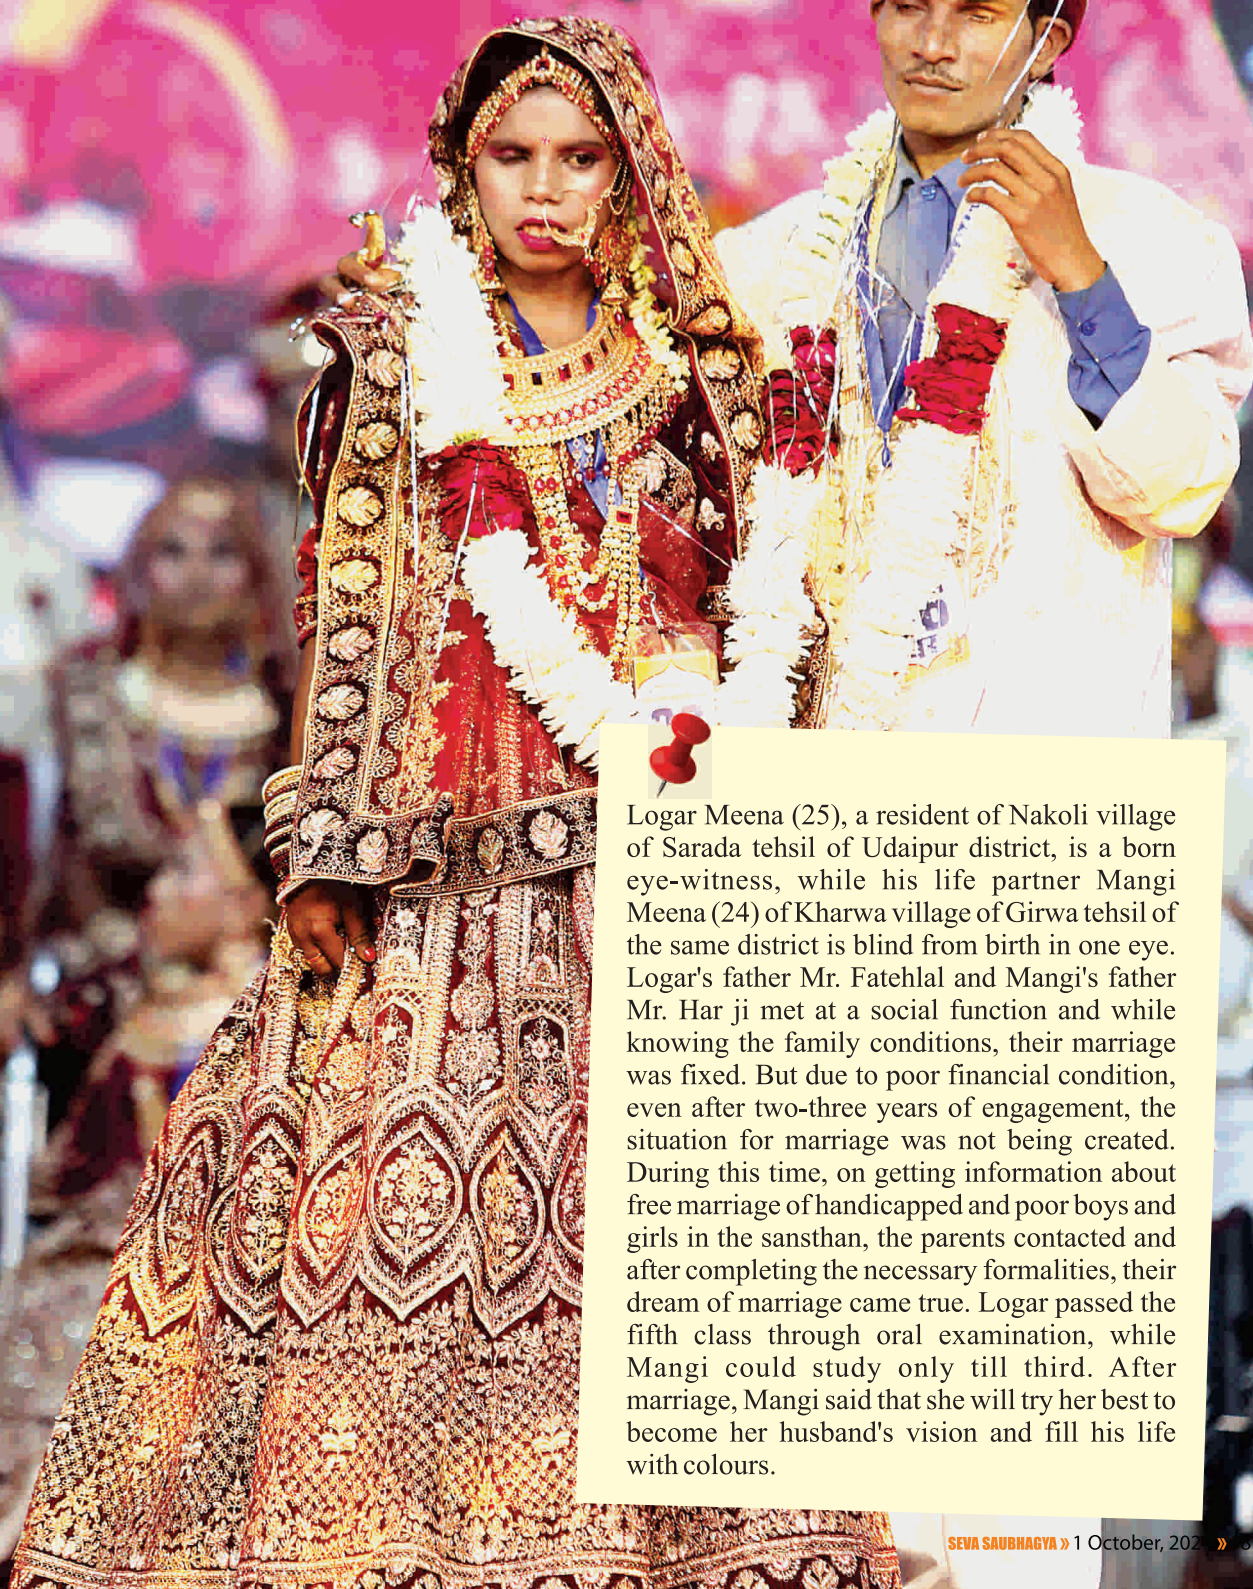 Logar Meena (25), a resident of Nakoli village
of Sarada tehsil of Udaipur district, is a born
eye-witness, while his life partner Mangi
Meena (24) of Kharwa village of Girwa tehsil of
the same district is blind from birth in one eye.
Logar's father Mr. Fatehlal and Mangi's father
Mr. Har ji met at a social function and while
knowing the family conditions, their marriage
was fixed. But due to poor financial condition,
even after two-three years of engagement, the
situation for marriage was not being created.
During this time, on getting information about
free marriage of handicapped and poor boys and
girls in the sansthan, the parents contacted and
after completing the necessary formalities, their
dream of marriage came true. Logar passed the
fifth class through oral examination, while
Mangi could study only till third. After
marriage, Mangi said that she will try her best to
become her husband's vision and fill his life
with colours.
SEVA SAUBHAGYA » 1 October, »